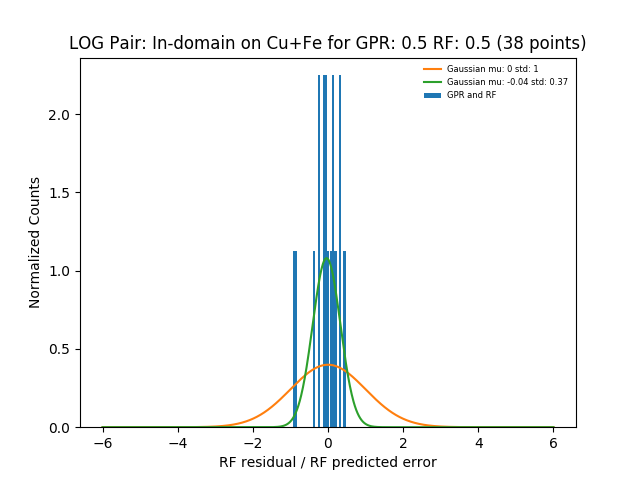 LOG Pair: In-domain on Cu+Fe for GPR: 0.5 RF: 0.5 (38 points)
Gaussian mu: 0 std: 1
Gaussian mu: -0.04 std: 0.37
GPR and RF
Normalized Counts
2.0
1.5
1.0
0.5
0.0
−6
−4
−2
0
2
4
6
RF residual / RF predicted error